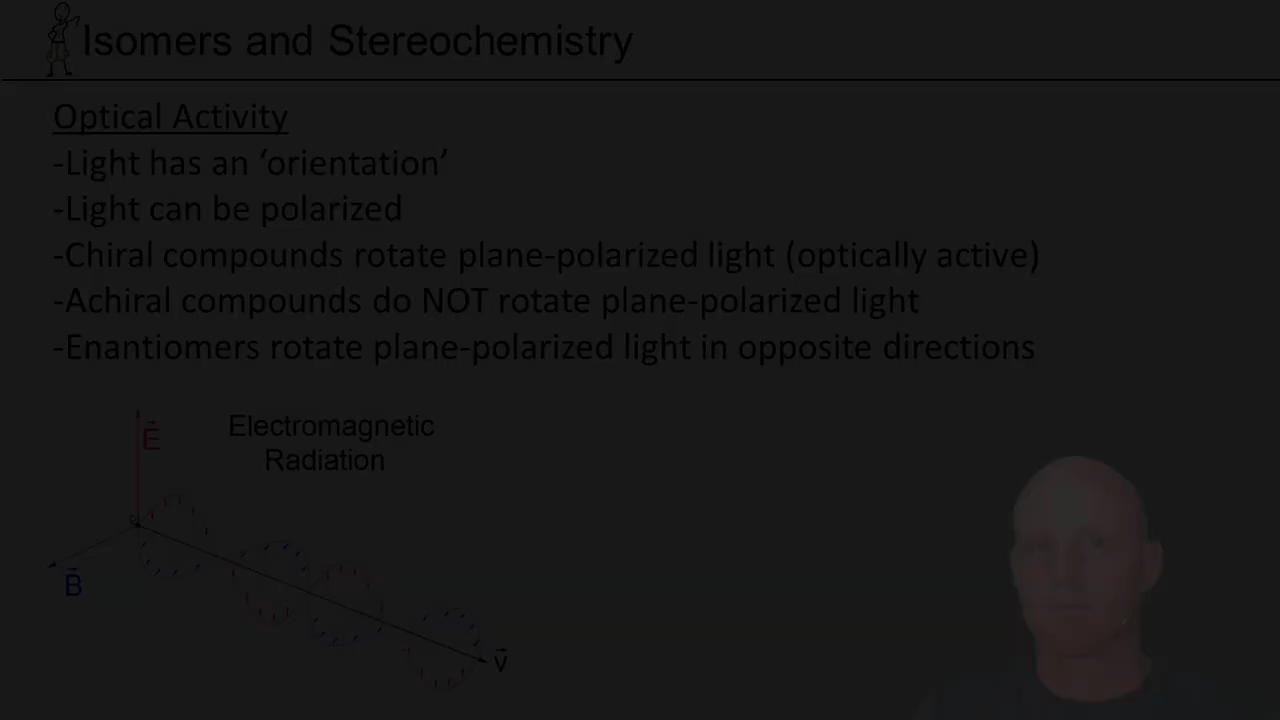 Isomers and Stereochemistry
Optical Activity
-Light has an ‘orientation’
-Light can be polarized
-Chiral compounds rotate plane-polarized light (optically active)
-Achiral compounds do NOT rotate plane-polarized light
-Enantiomers rotate plane-polarized light in opposite directions
Electromagnetic
Radiation
E
B
v